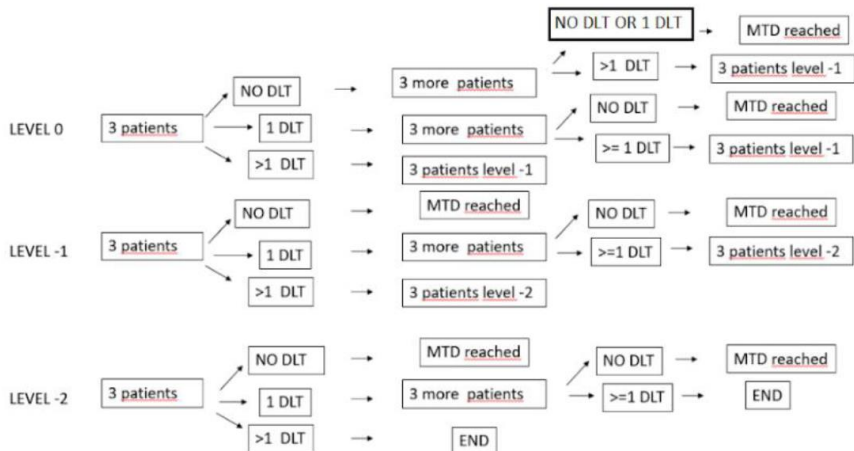 NO DLT OR 1 DLT
MTD reached
NO DLT
3 more patients
>1 DLT
3 patients level -1
LEVEL 0
3 patients
1 DLT
3 more patients
NO DLT
MTD reached
>= 1 DLT
3 patients level -1
>1 DLT
3 patients level -1
LEVEL -1
3 patients
NO DLT
MTD reached
1 DLT
3 more patients
NO DLT
MTD reached
>=1 DLT
3 patients level -2
>1 DLT
3 patients level -2
LEVEL -2
3 patients
NO DLT
MTD reached
1 DLT
3 more patients
NO DLT
MTD reached
>=1 DLT
END
>1 DLT
END